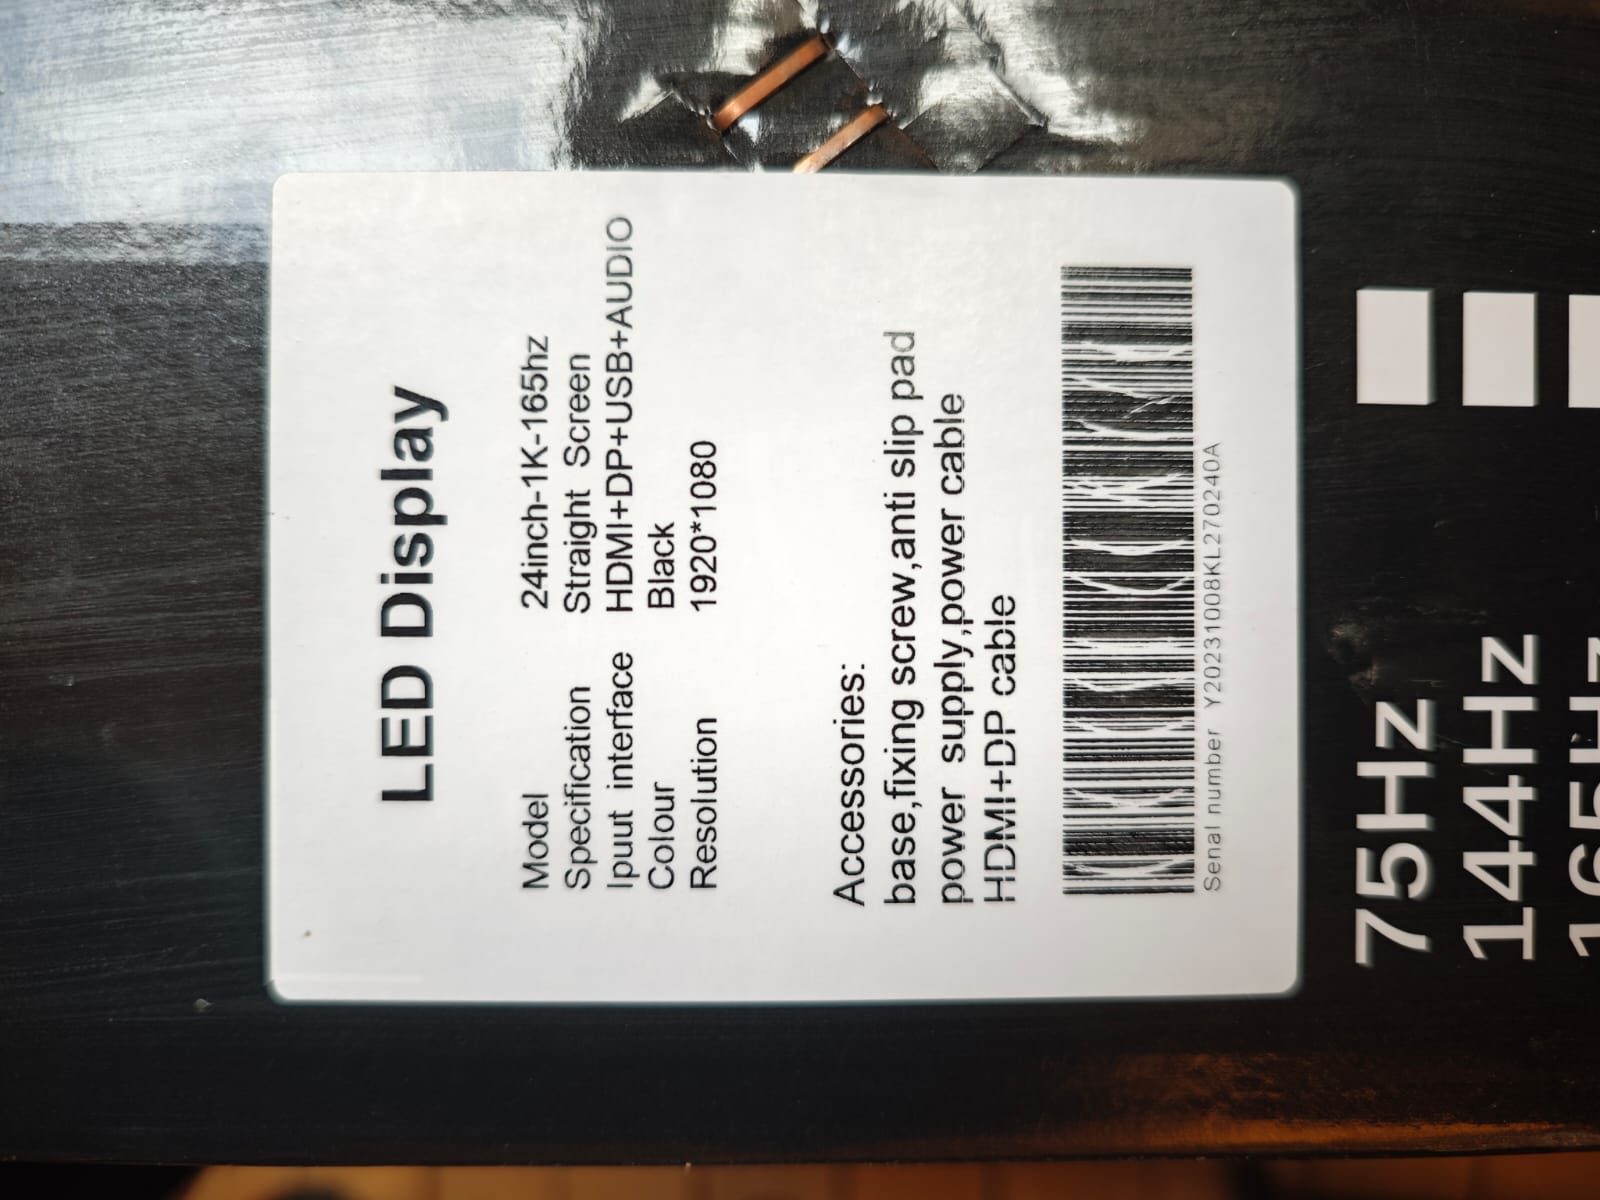 LED Display
Model 24inch-1K-165hz
Specification Straight Screen
Iput interface HDMI+DP+USB+AUDIO
Colour Black
Resolution 1920*1080
Accessories:
base,fixing screw,anti slip pad
power supply,power cable
HDMI+DP cable
Senal number Y20231008KL270240A
75Hz
144Hz
165Hz